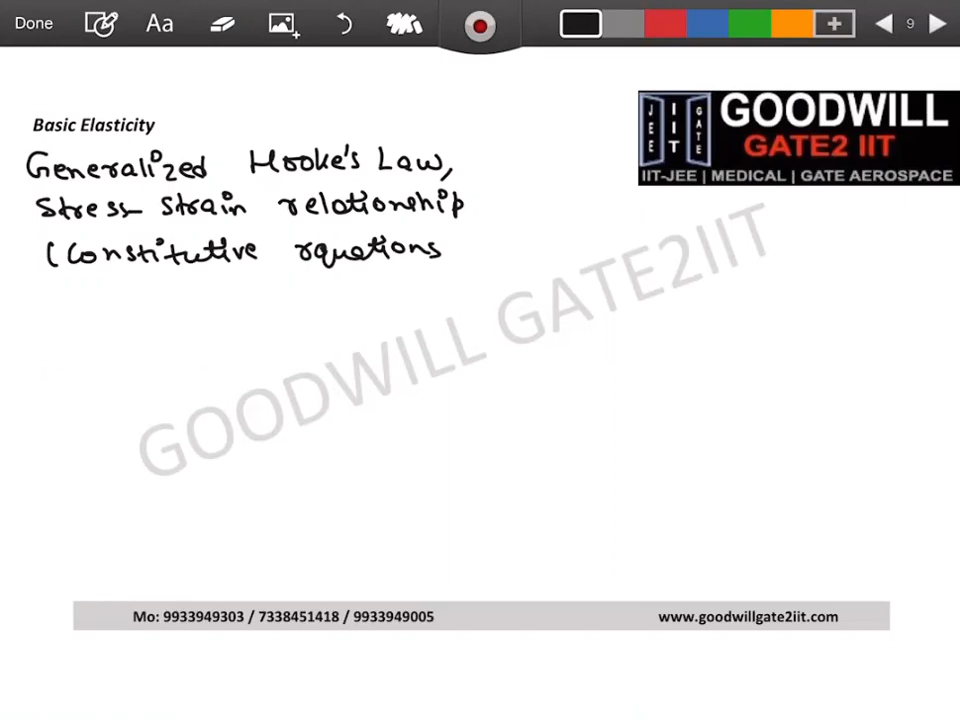 Done Aa 9
Basic Elasticity
JEE IIT GATE GOODWILL
GATE2 IIT
IIT-JEE | MEDICAL | GATE AEROSPACE
Generalized Hooke's Law,
Stress Strain relationship
(Constitutive rquations
GOODWILL GATE2IIT
Mo: 9933949303 / 7338451418 / 9933949005 www.goodwillgate2iit.com